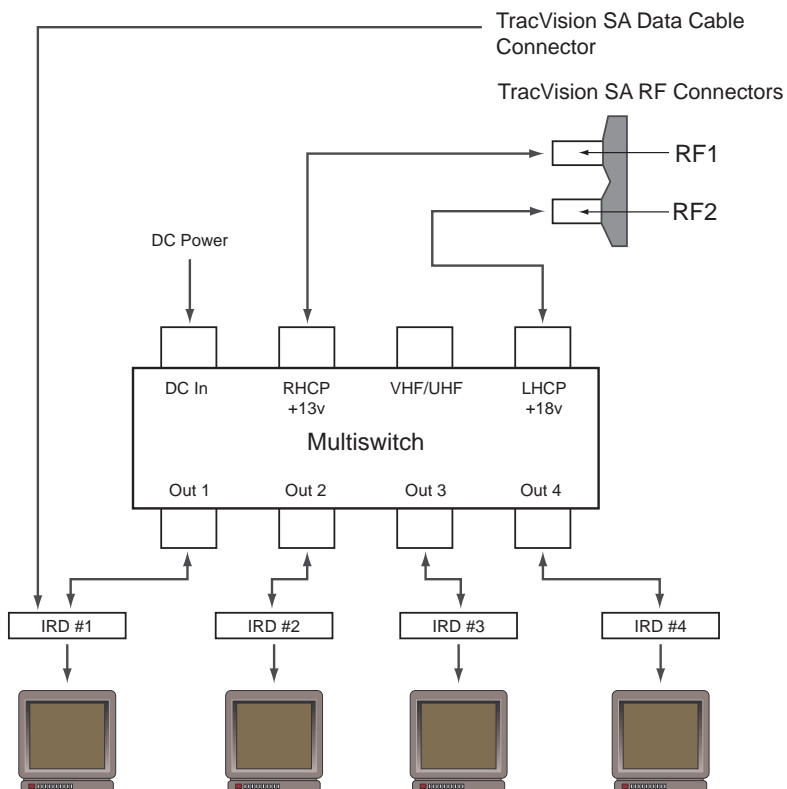 TracVision SA Data Cable
Connector
TracVision SA RF Connectors
RF1
RF2
DC Power
DC In
RHCP
+13v
VHF/UHF
LHCP
+18v
Multiswitch
Out 1
Out 2
Out 3
Out 4
IRD #1
IRD #2
IRD #3
IRD #4